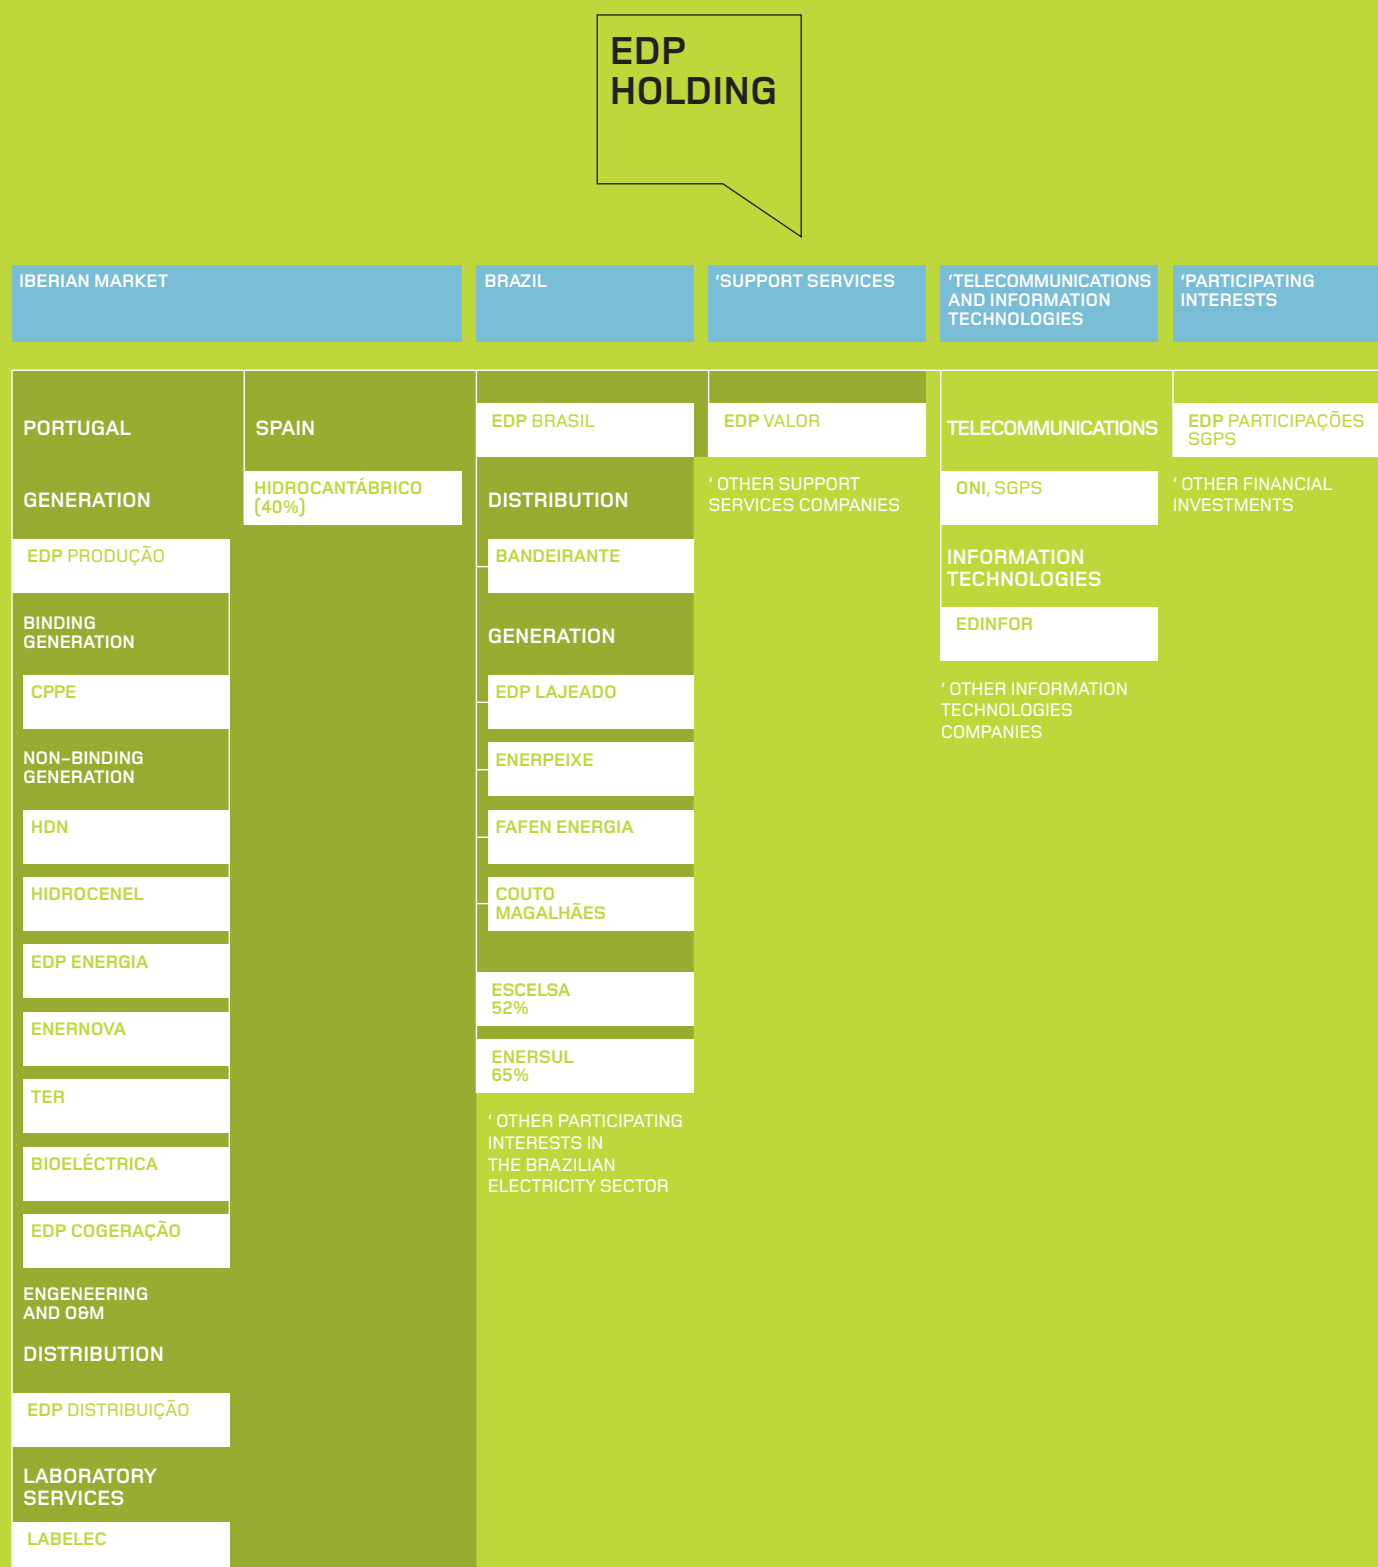 EDP
HOLDING
IBERIAN MARKET
BRAZIL
‘SUPPORT SERVICES
‘TELECOMMUNICATIONS
AND INFORMATION
TECHNOLOGIES
‘PARTICIPATING
INTERESTS
PORTUGAL
GENERATION
EDP PRODUÇÃO
BINDING
GENERATION
CPPE
NON-BINDING
GENERATION
HDN
HIDROCENEL
EDP ENERGIA
ENERNOVA
TER
BIOELÉCTRICA
EDP COGERAÇÃO
ENGENEERING
AND O&M
DISTRIBUTION
EDP DISTRIBUIÇÃO
LABORATORY
SERVICES
LABELEC
SPAIN
HIDROCANTÁBRICO
(40%)
EDP BRASIL
DISTRIBUTION
BANDEIRANTE
GENERATION
EDP LAJEADO
ENERPEIXE
FAFEN ENERGIA
COUTO
MAGALHÃES
ESCELSA
52%
ENERSUL
65%
‘ OTHER PARTICIPATING
INTERESTS IN
THE BRAZILIAN
ELECTRICITY SECTOR
EDP VALOR
‘ OTHER SUPPORT
SERVICES COMPANIES
TELECOMMUNICATIONS
ONI, SGPS
INFORMATION
TECHNOLOGIES
EDINFOR
‘ OTHER INFORMATION
TECHNOLOGIES
COMPANIES
EDP PARTICIPAÇÕES
SGPS
‘ OTHER FINANCIAL
INVESTMENTS